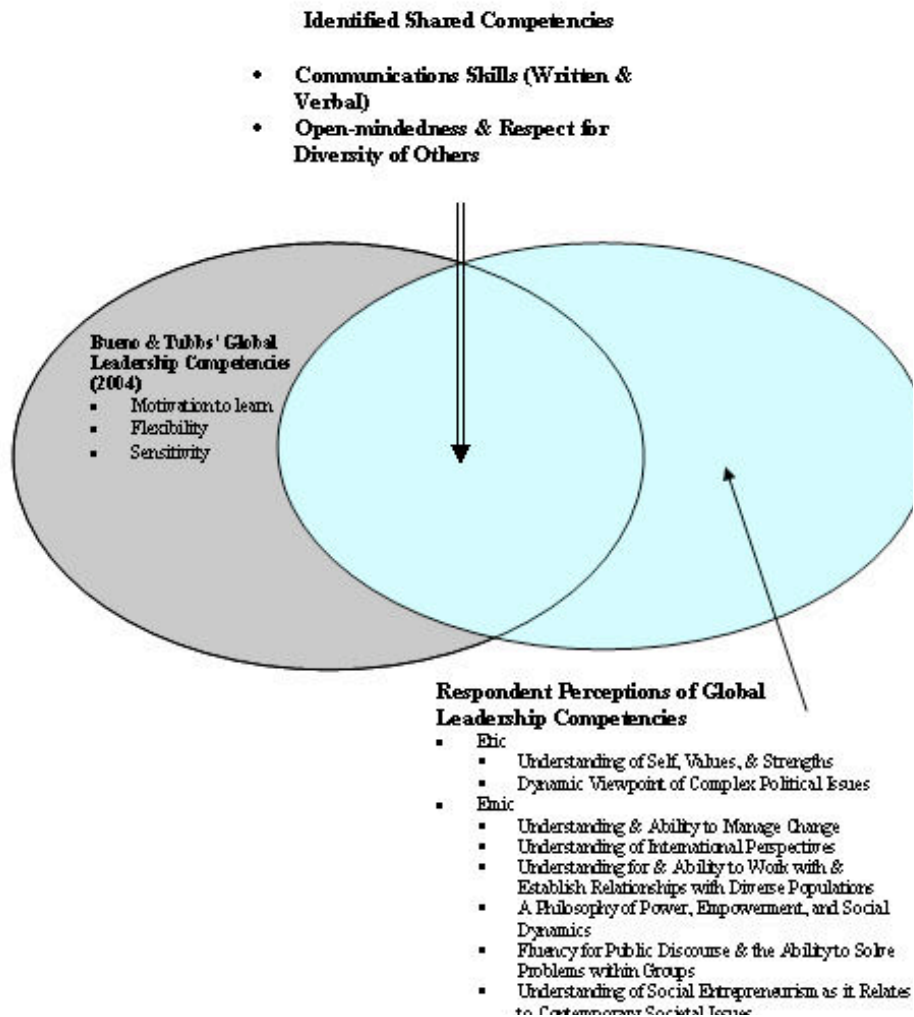 Identified Shared Competencies
• Communications Skills (Written &
Verbal)
• Open-mindedness & Respect for
Diversity of Others
Bueno & Tubbs' Global
Leadership Competencies
(2004)
▪ Motivation to learn
▪ Flexibility
▪ Sensitivity
Respondent Perceptions of Global
Leadership Competencies
▪ Etic
▪ Understanding of Self, Values, & Strengths
▪ Dynamic Viewpoint of Complex Political Issues
▪ Emic
▪ Understanding & Ability to Manage Change
▪ Understanding of International Perspectives
▪ Understanding for & Ability to Work with &
Establish Relationships with Diverse Populations
▪ A Philosophy of Power, Empowerment, and Social
Dynamics
▪ Fluency for Public Discourse & the Ability to Solve
Problems within Groups
▪ Understanding of Social Entrepreneurism as it Relates
to Contemporary Societal Issues